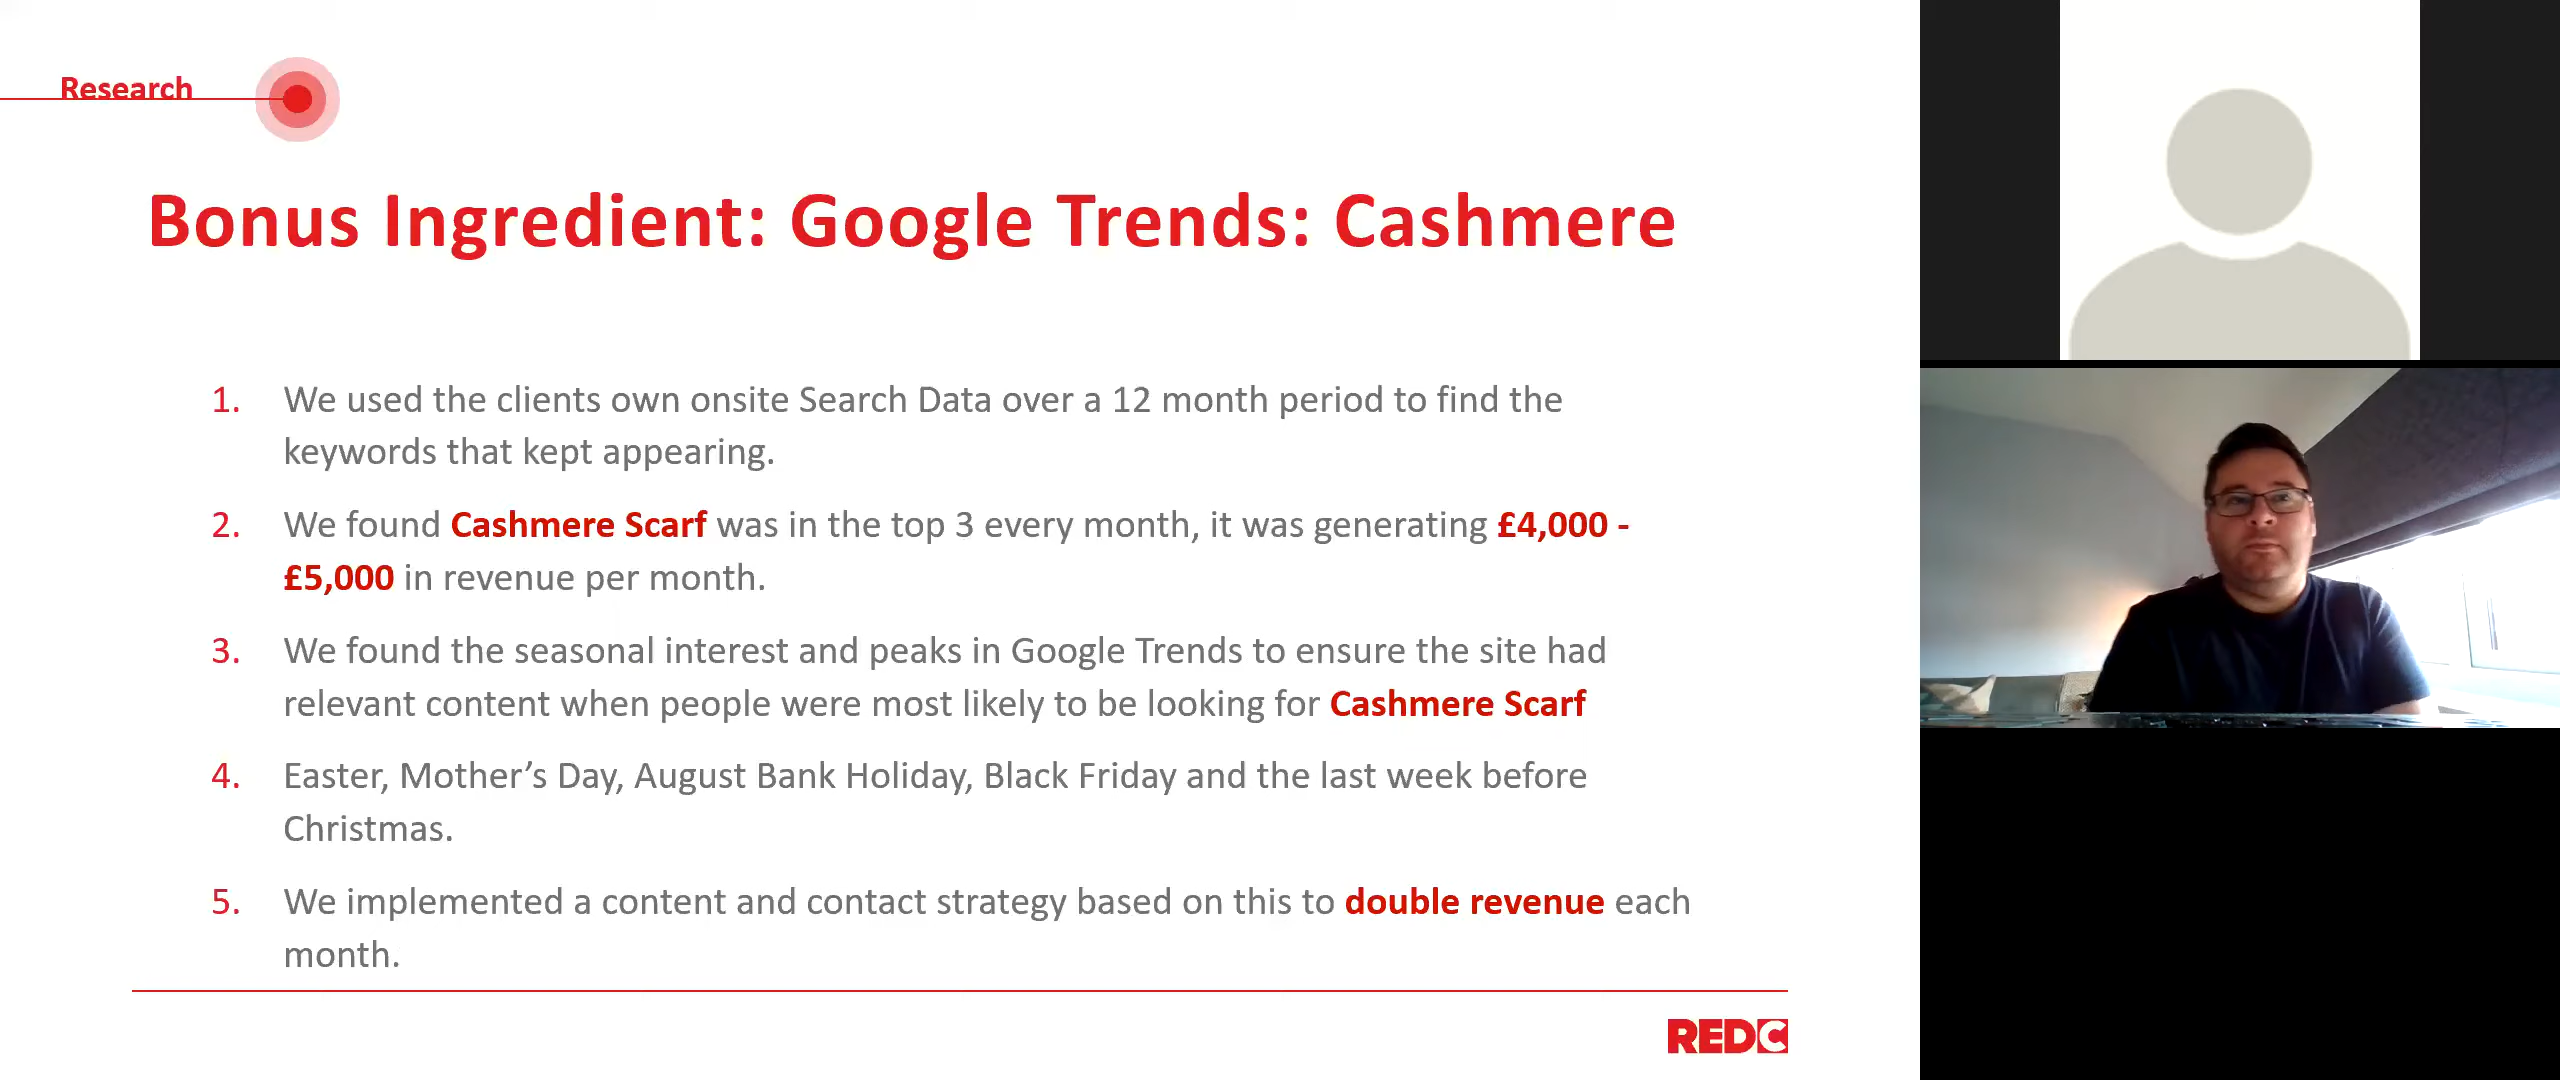 Research
Bonus Ingredient: Google Trends: Cashmere
1. We used the clients own onsite Search Data over a 12 month period to find the
keywords that kept appearing.
2. We found Cashmere Scarf was in the top 3 every month, it was generating £4,000 -
£5,000 in revenue per month.
3. We found the seasonal interest and peaks in Google Trends to ensure the site had
relevant content when people were most likely to be looking for Cashmere Scarf
4. Easter, Mother’s Day, August Bank Holiday, Black Friday and the last week before
Christmas.
5. We implemented a content and contact strategy based on this to double revenue each
month.
REDC